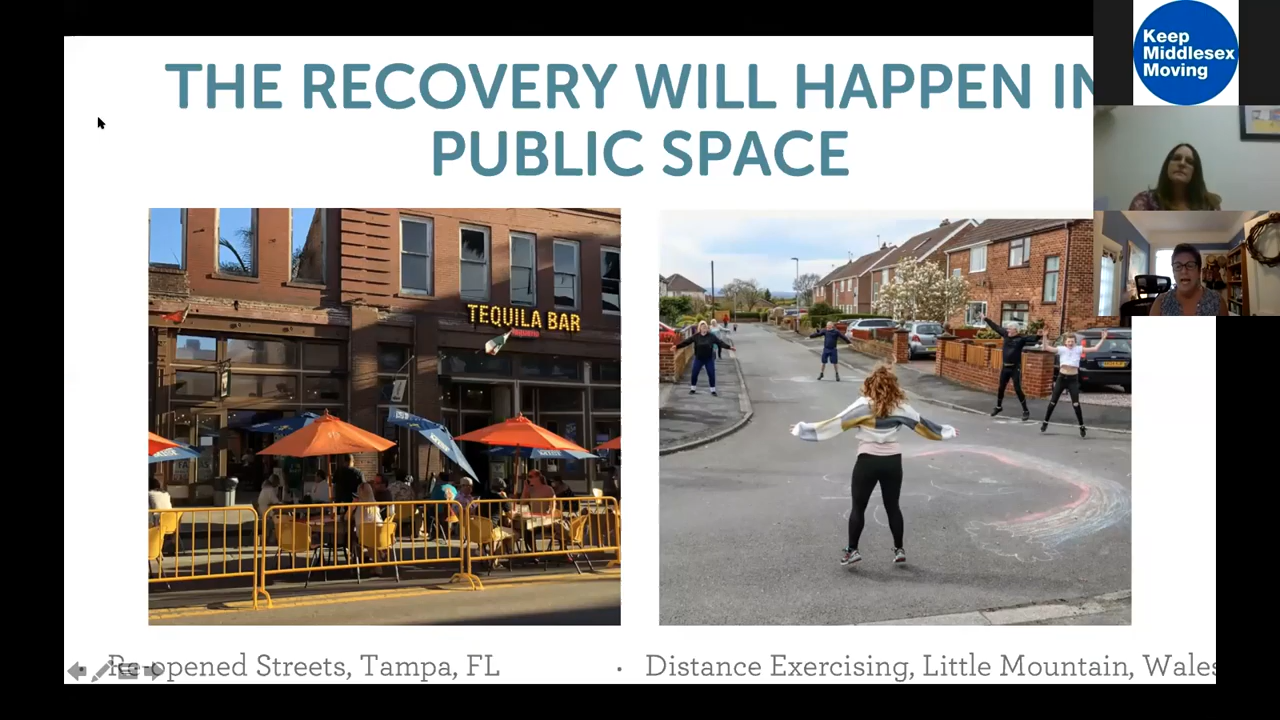 THE RECOVERY WILL HAPPEN IN
PUBLIC SPACE
Keep
Middlesex
Moving
TEQUILA BAR
Re-opened Streets, Tampa, FL
• Distance Exercising, Little Mountain, Wales